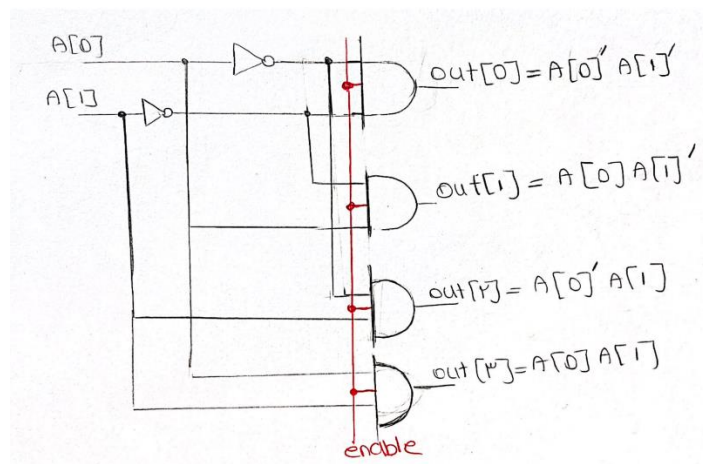 A[0]
out[0] = A[0]′ A[1]′
A[1]
out[1] = A[0] A[1]′
out[۲] = A[0]′ A[1]
out[۳] = A[0] A[1]
enable